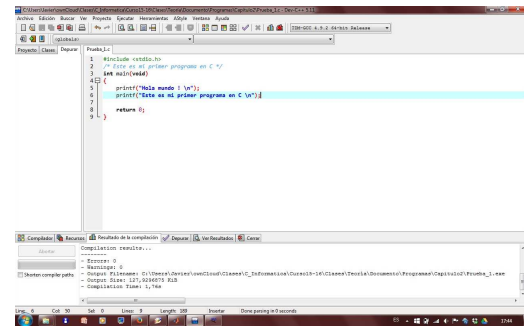 C:\Users\Javier\ownCloud\Clases\C_Informatica\Curso15-16\Clases\Teoria\Documento\Programas\Capitulo2\Prueba_1.c - Dev-C++ 5.11
Archivo Edición Buscar Ver Proyecto Ejecutar Herramientas AStyle Ventana Ayuda
TDM-GCC 4.9.2 64-bit Release
(globals)
Proyecto Clases Depurar Prueba_1.c
1 #include <stdio.h>
2 /* Este es mi primer programa en C */
3 int main(void)
4 {
5 printf("Hola mundo ! \n");
6 printf("Este es mi primer programa en C \n");
7
8 return 0;
9 }
Compilador Recursos Resultado de la compilación Depurar Ver Resultados Cerrar
Abortar
Shorten compiler paths
Compilation results...
--------
- Errors: 0
- Warnings: 0
- Output Filename: C:\Users\Javier\ownCloud\Clases\C_Informatica\Curso15-16\Clases\Teoria\Documento\Programas\Capitulo2\Prueba_1.exe
- Output Size: 127,9296875 KiB
- Compilation Time: 1,76s
Line: 6 Col: 50 Sel: 0 Lines: 9 Length: 189 Insertar Done parsing in 0 seconds
ES
12:44